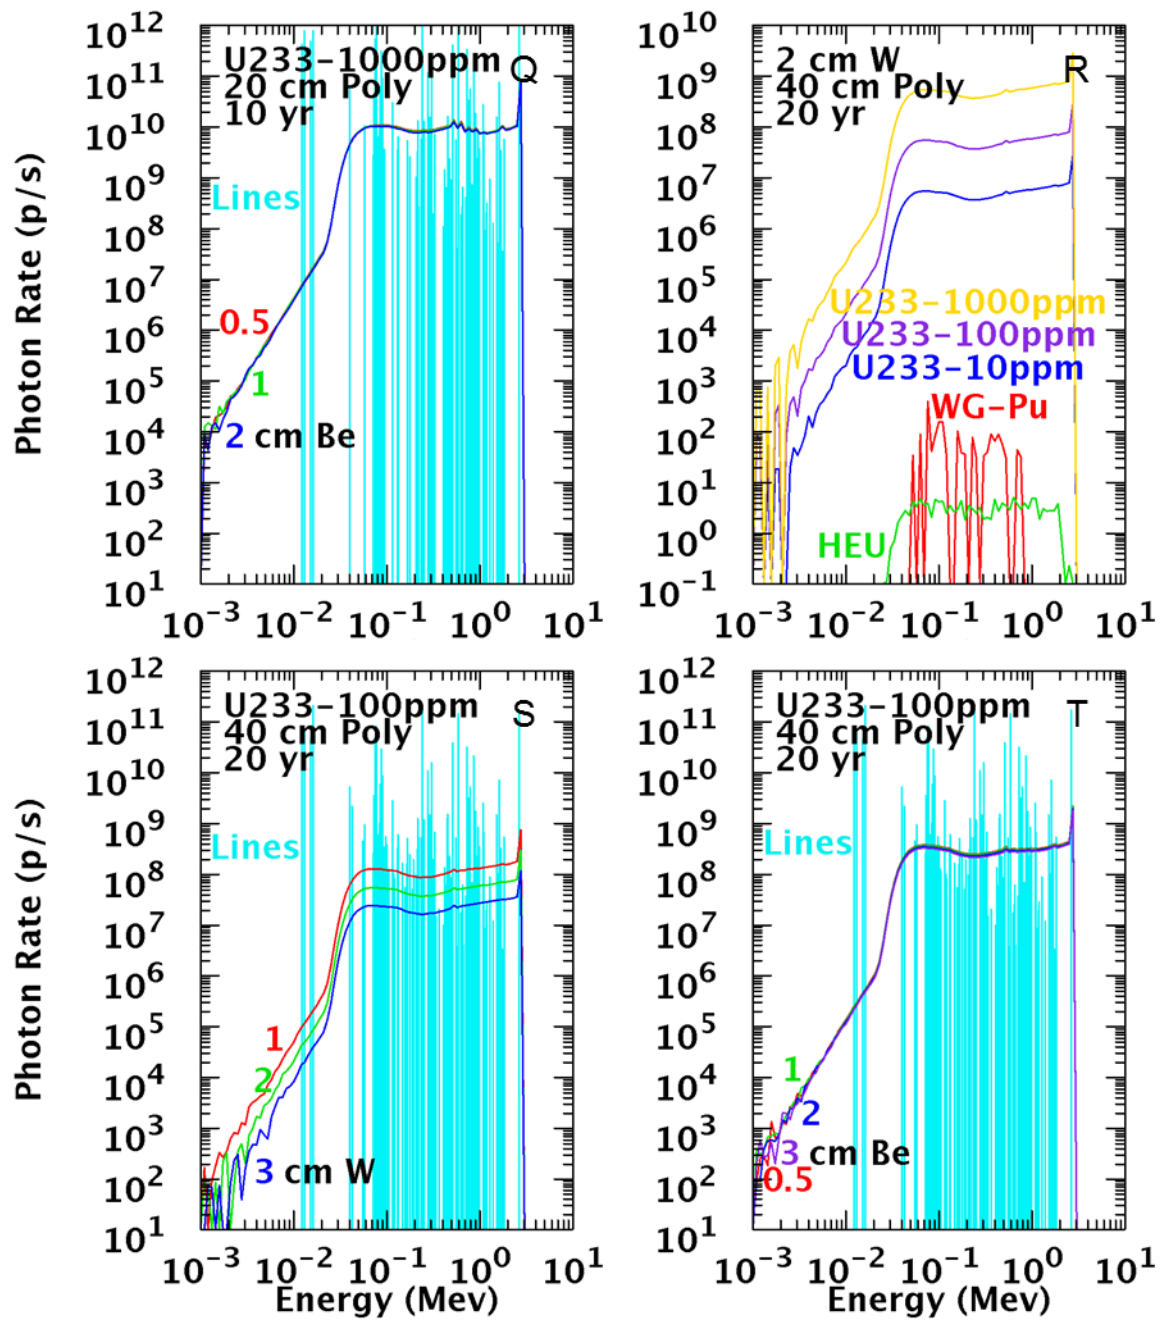 Photon Rate (p/s)
10^12
10^11
10^10
10^9
10^8
10^7
10^6
10^5
10^4
10^3
10^2
10^1
U233-1000ppm
20 cm Poly
10 yr
Q
Lines
0.5
1
2 cm Be
10^-3 10^-2 10^-1 10^0 10^1
10^10
10^9
10^8
10^7
10^6
10^5
10^4
10^3
10^2
10^1
10^0
10^-1
2 cm W
40 cm Poly
20 yr
R
U233-1000ppm
U233-100ppm
U233-10ppm
WG-Pu
HEU
10^-3 10^-2 10^-1 10^0 10^1
Photon Rate (p/s)
10^12
10^11
10^10
10^9
10^8
10^7
10^6
10^5
10^4
10^3
10^2
10^1
U233-100ppm
40 cm Poly
20 yr
S
Lines
1
2
3 cm W
10^-3 10^-2 10^-1 10^0 10^1
Energy (Mev)
10^12
10^11
10^10
10^9
10^8
10^7
10^6
10^5
10^4
10^3
10^2
10^1
U233-100ppm
40 cm Poly
20 yr
T
Lines
1
2
3 cm Be
0.5
10^-3 10^-2 10^-1 10^0 10^1
Energy (Mev)